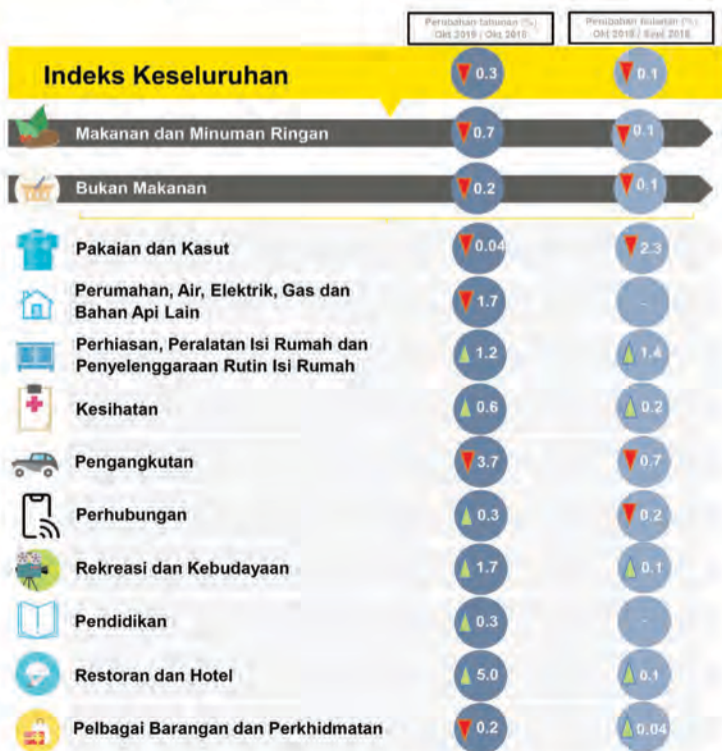 Perubahan tahunan (%) Perubahan bulanan (%)
Okt 2019 / Okt 2018 Okt 2019 / Sept 2019
Indeks Keseluruhan ▼ 0.3 ▼ 0.1
Makanan dan Minuman Ringan ▼ 0.7 ▼ 0.1
Bukan Makanan ▼ 0.2 ▼ 0.1
Pakaian dan Kasut ▼ 0.04 ▼ 2.3
Perumahan, Air, Elektrik, Gas dan
Bahan Api Lain ▼ 1.7 -
Perhiasan, Peralatan Isi Rumah dan
Penyelenggaraan Rutin Isi Rumah ▲ 1.2 ▲ 1.4
Kesihatan ▲ 0.6 ▲ 0.2
Pengangkutan ▼ 3.7 ▼ 0.7
Perhubungan ▲ 0.3 ▼ 0.2
Rekreasi dan Kebudayaan ▲ 1.7 ▲ 0.1
Pendidikan ▲ 0.3 -
Restoran dan Hotel ▲ 5.0 ▲ 0.1
Pelbagai Barangan dan Perkhidmatan ▼ 0.2 ▲ 0.04